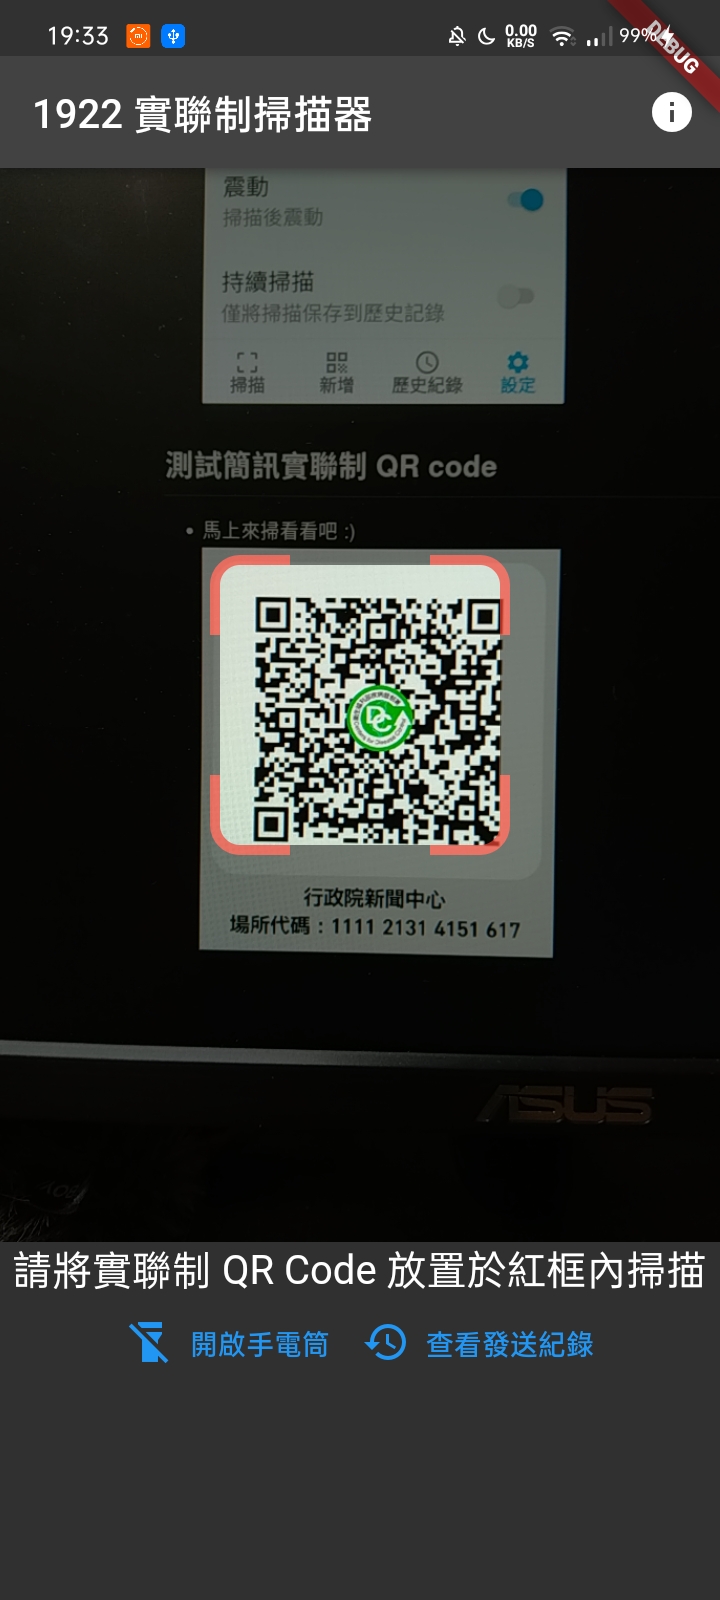 19:33
0.00
KB/S
99%
DEBUG
1922 實聯制掃描器
震動
掃描後震動
持續掃描
僅將掃描保存到歷史記錄
掃描 新增 歷史紀錄 設定
測試簡訊實聯制 QR code
• 馬上來掃看看吧 :)
DC
行政院新聞中心
場所代碼：1111 2131 4151 617
ASUS
請將實聯制 QR Code 放置於紅框內掃描
開啟手電筒 查看發送紀錄